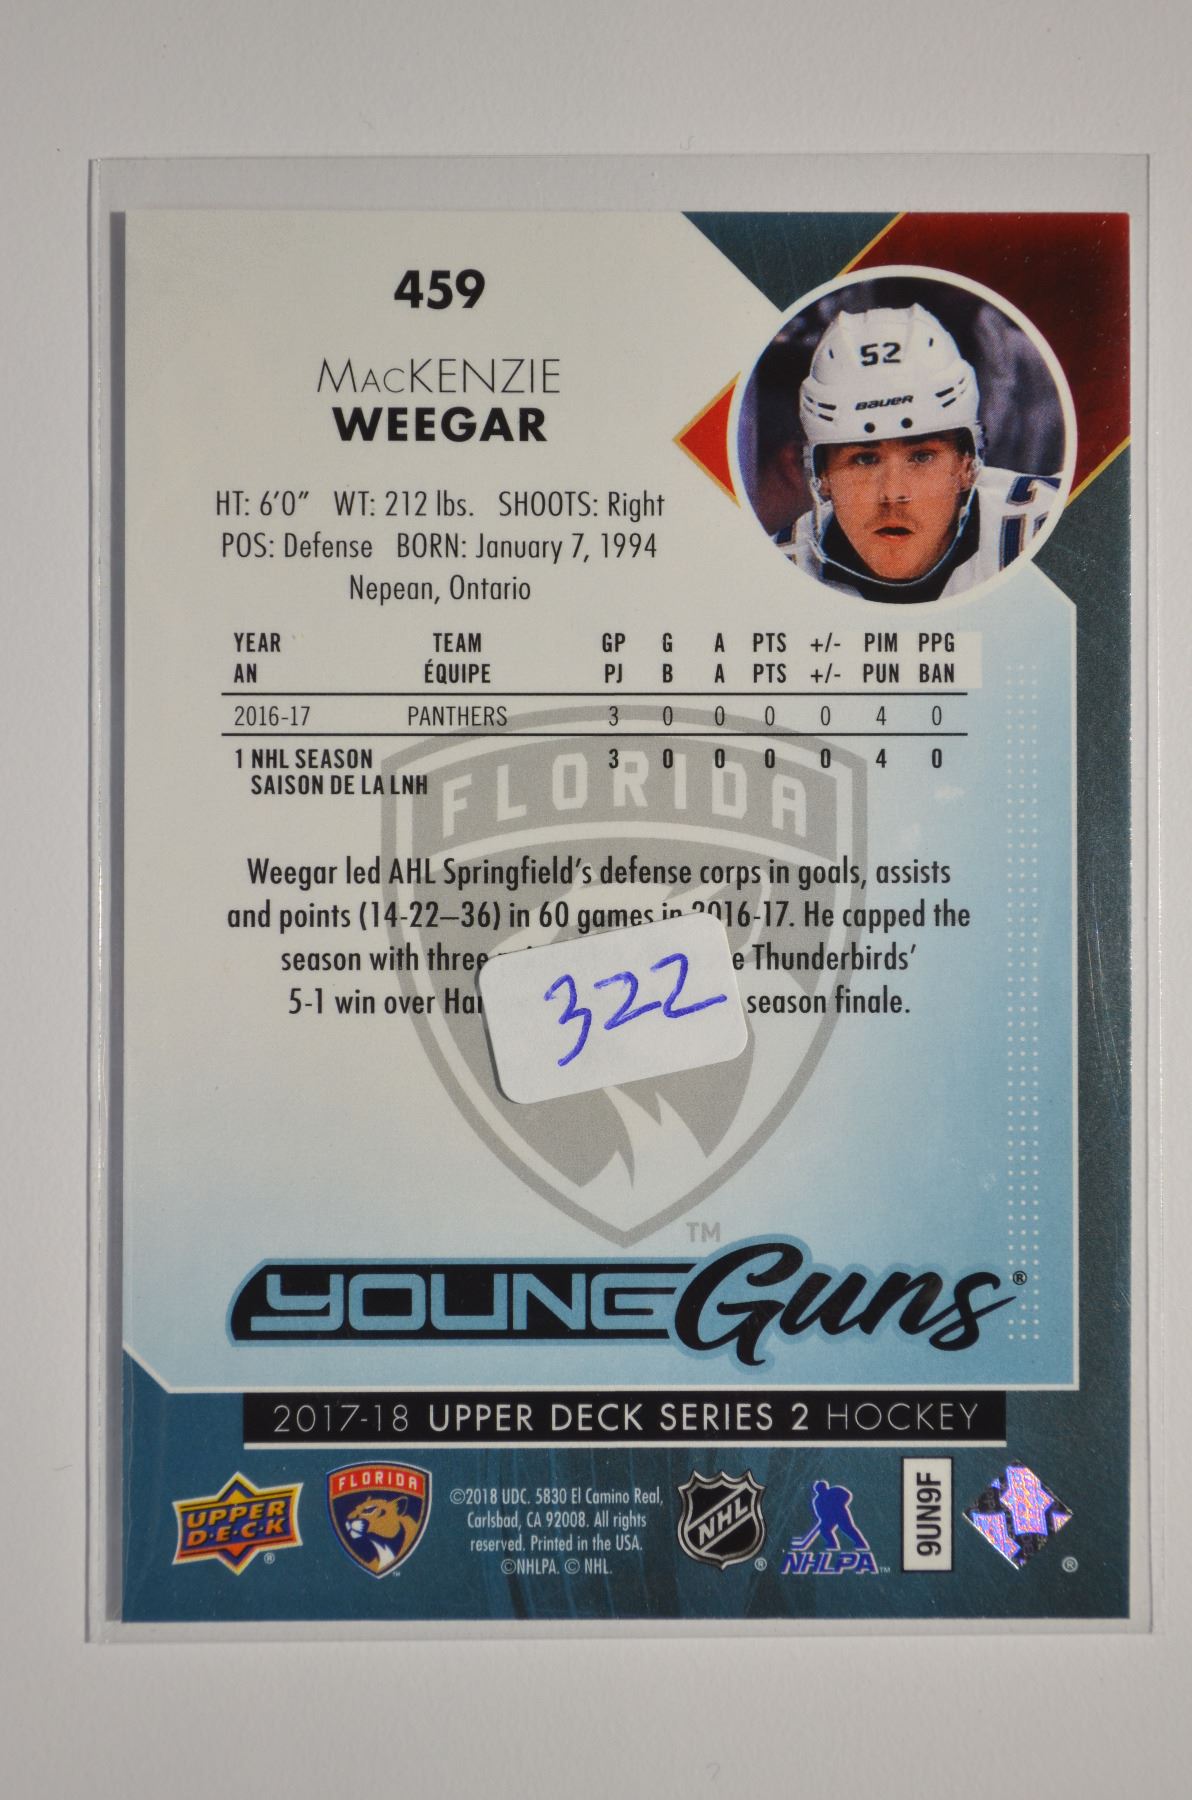 459
MacKENZIE
WEEGAR
52
BAUER
HT: 6'0" WT: 212 lbs. SHOOTS: Right
POS: Defense BORN: January 7, 1994
Nepean, Ontario
YEAR TEAM GP G A PTS +/- PIM PPG
AN ÉQUIPE PJ B A PTS +/- PUN BAN
2016-17 PANTHERS 3 0 0 0 0 4 0
1 NHL SEASON 3 0 0 0 0 4 0
SAISON DE LA LNH
FLORIDA
Weegar led AHL Springfield's defense corps in goals, assists
and points (14-22–36) in 60 games in 2016-17. He capped the
season with three Thunderbirds'
5-1 win over season finale.
322
TM
YOUNG Guns®
2017-18 UPPER DECK SERIES 2 HOCKEY
UPPER
D·E·C·K
®
FLORIDA
©2018 UDC. 5830 El Camino Real,
Carlsbad, CA 92008. All rights
reserved. Printed in the USA.
©NHLPA. © NHL.
NHL
®
NHLPA™
9UN9F
®